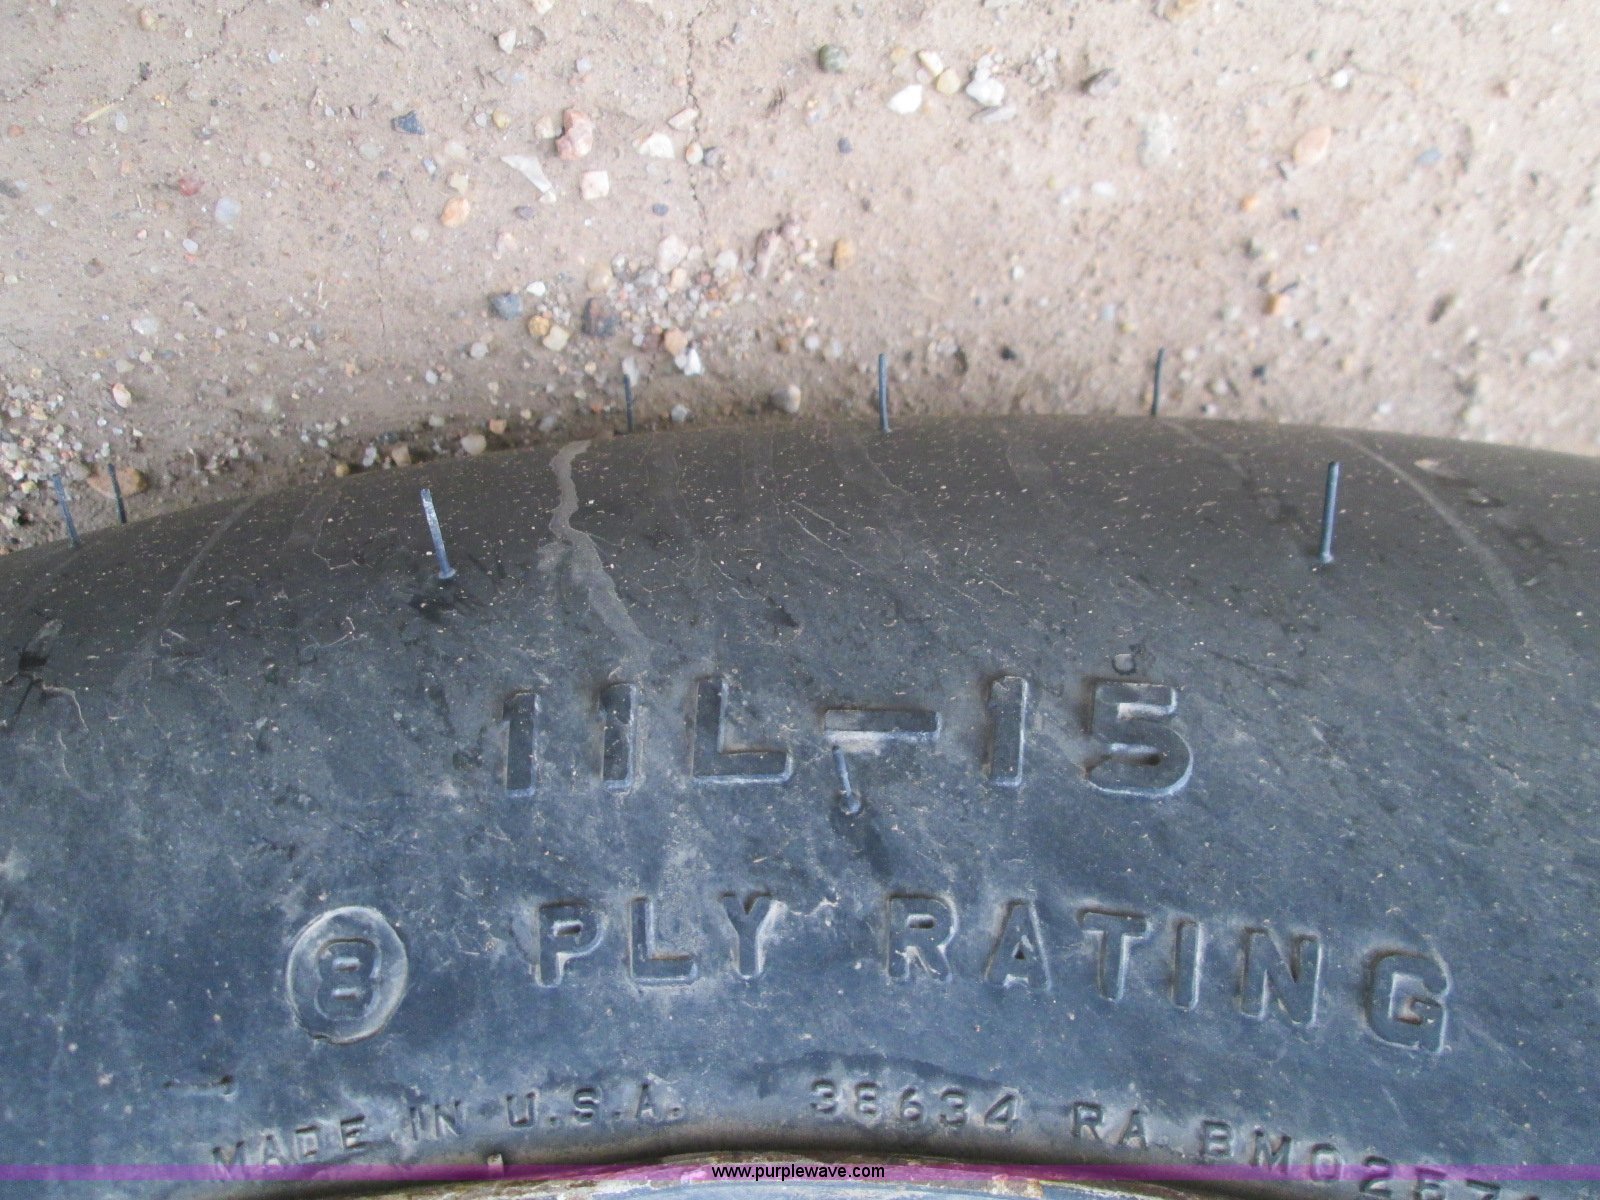 11L-15
8 PLY RATING
MADE IN U.S.A. 38634 RA
www.purplewave.com